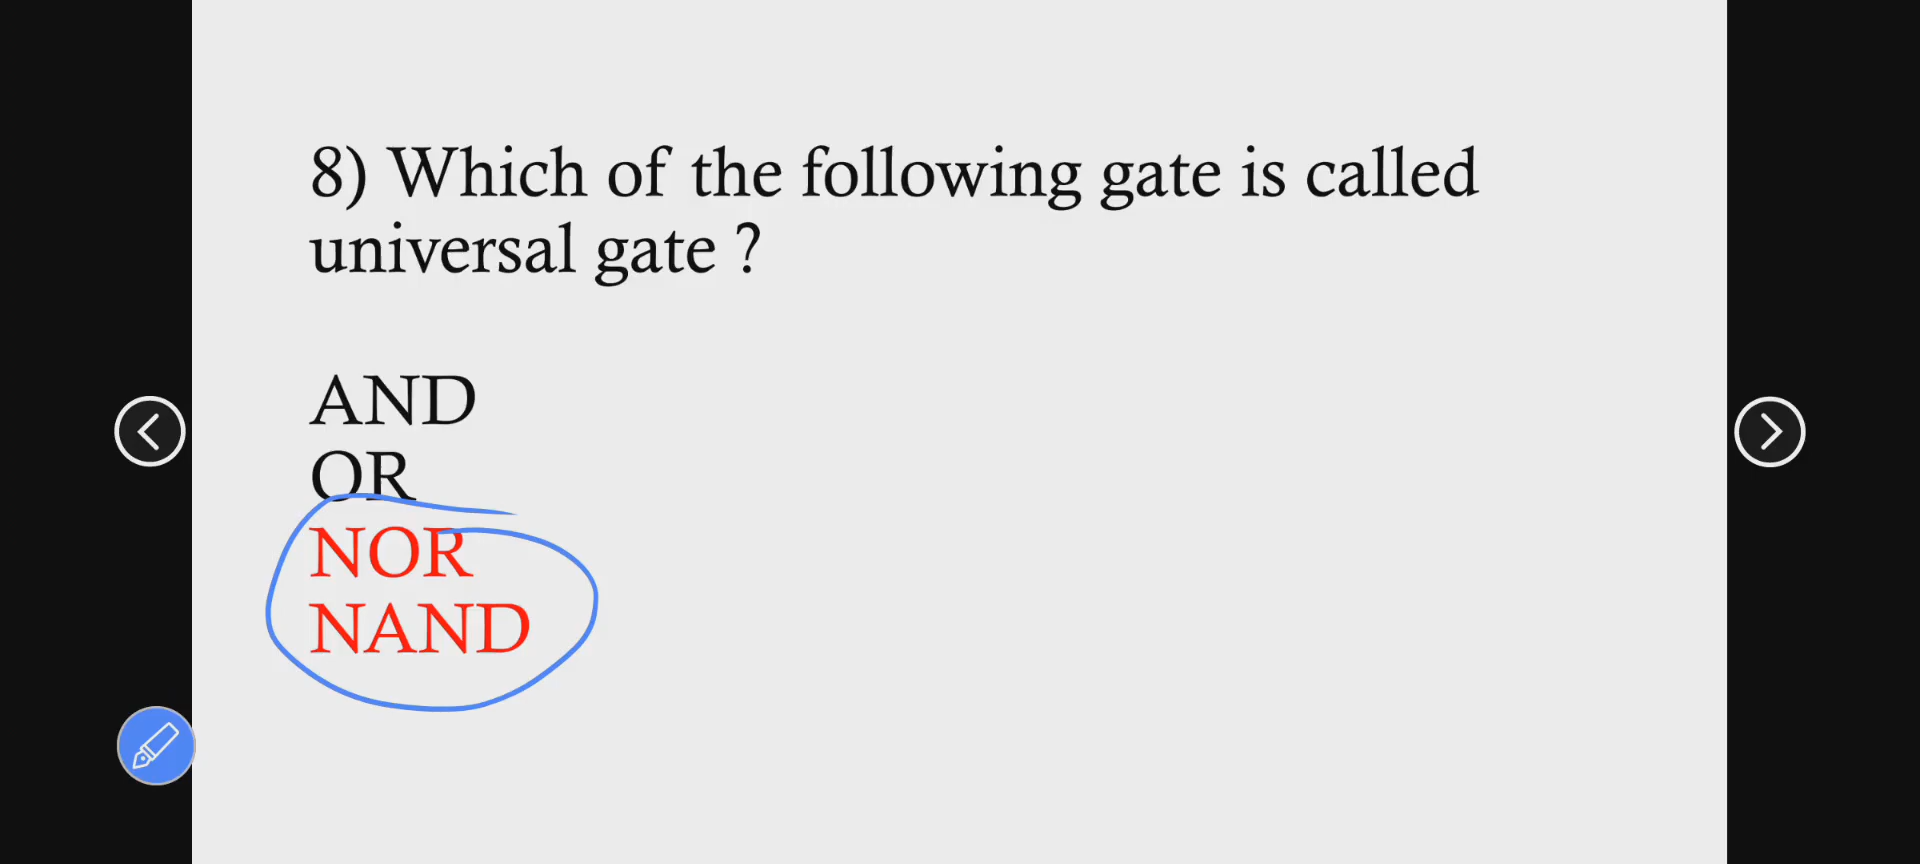 8) Which of the following gate is called
universal gate ?
AND
OR
NOR
NAND